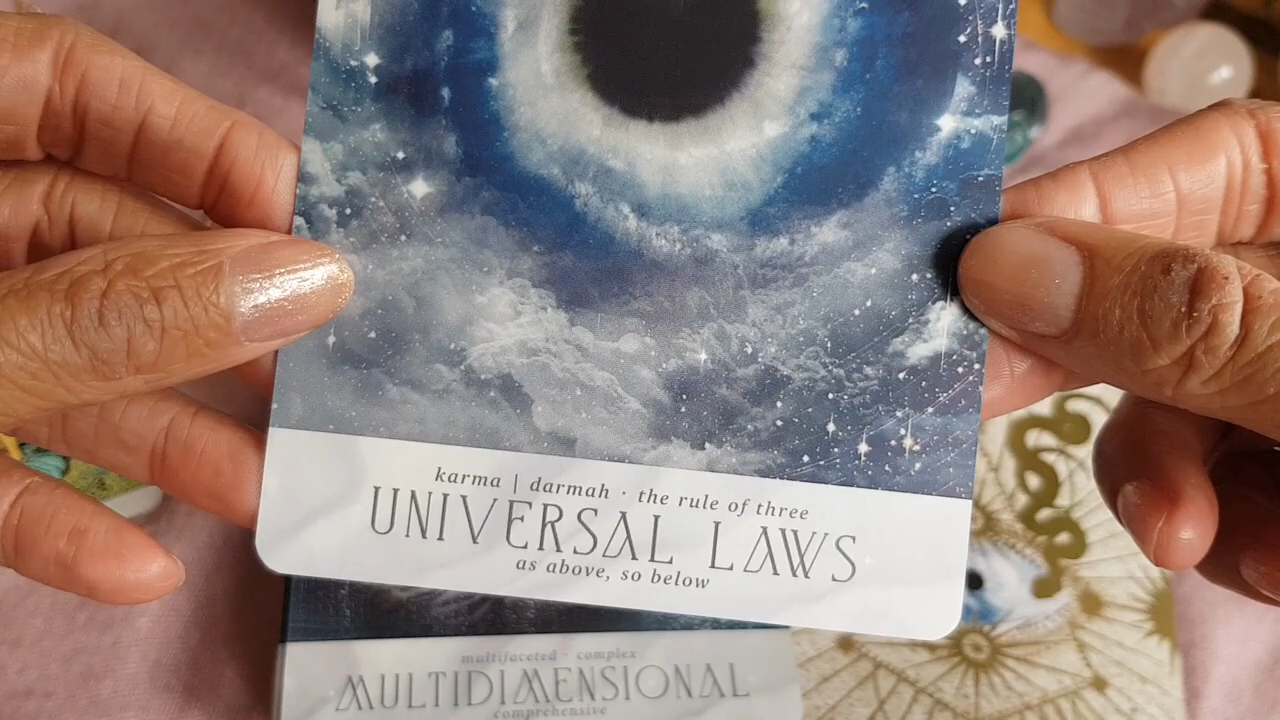 karma | darmah · the rule of three
UNIVERSAL LAWS
as above, so below
multifaceted · complex
MULTIDIMENSIONAL
comprehensive